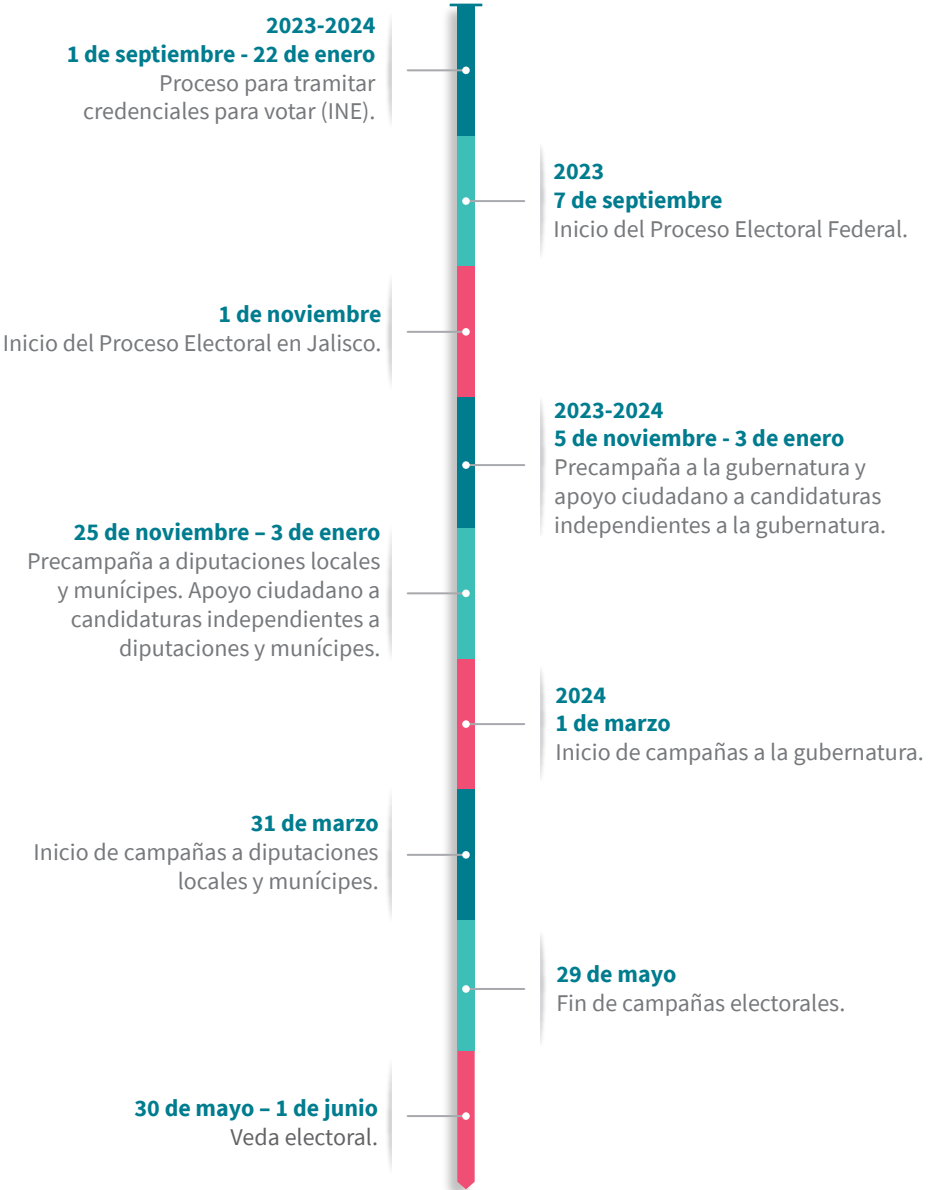 2023-2024
1 de septiembre - 22 de enero
Proceso para tramitar
credenciales para votar (INE).
2023
7 de septiembre
Inicio del Proceso Electoral Federal.
1 de noviembre
Inicio del Proceso Electoral en Jalisco.
2023-2024
5 de noviembre - 3 de enero
Precampaña a la gubernatura y
apoyo ciudadano a candidaturas
independientes a la gubernatura.
25 de noviembre – 3 de enero
Precampaña a diputaciones locales
y munícipes. Apoyo ciudadano a
candidaturas independientes a
diputaciones y munícipes.
2024
1 de marzo
Inicio de campañas a la gubernatura.
31 de marzo
Inicio de campañas a diputaciones
locales y munícipes.
29 de mayo
Fin de campañas electorales.
30 de mayo – 1 de junio
Veda electoral.